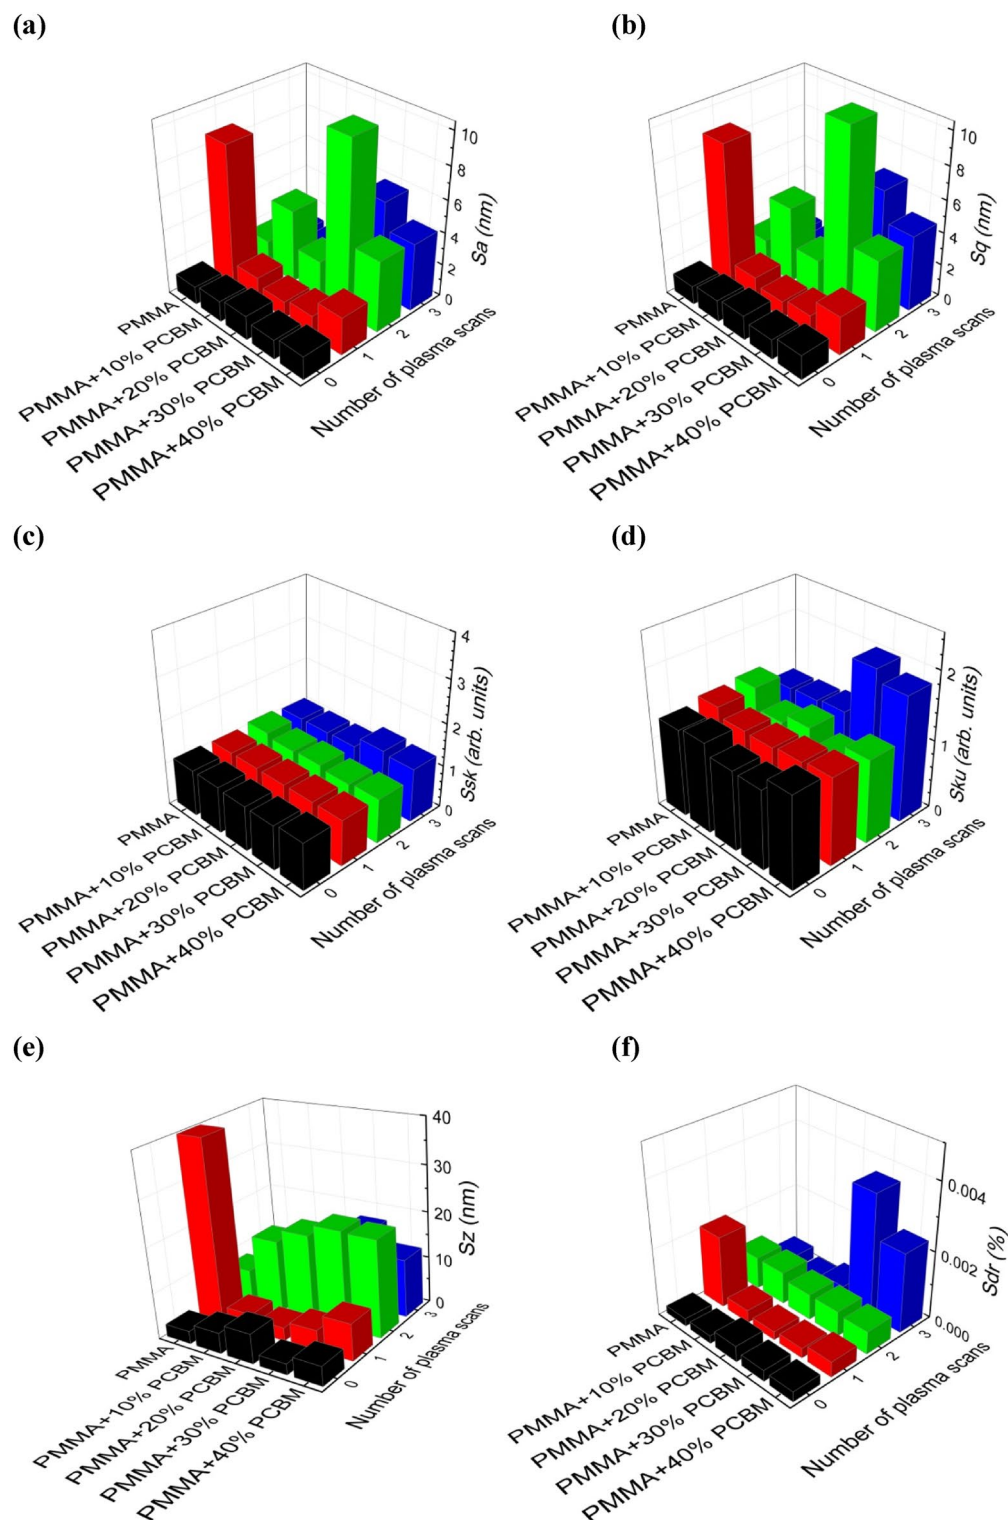 (a)
10
8
6
4
2
0
Sa (nm)
PMMA
PMMA+10% PCBM
PMMA+20% PCBM
PMMA+30% PCBM
PMMA+40% PCBM
0
1
2
3
Number of plasma scans
(b)
10
8
6
4
2
0
Sq (nm)
PMMA
PMMA+10% PCBM
PMMA+20% PCBM
PMMA+30% PCBM
PMMA+40% PCBM
0
1
2
3
Number of plasma scans
(c)
4
3
2
1
0
Ssk (arb. units)
PMMA
PMMA+10% PCBM
PMMA+20% PCBM
PMMA+30% PCBM
PMMA+40% PCBM
0
1
2
3
Number of plasma scans
(d)
2
1
0
Sku (arb. units)
PMMA
PMMA+10% PCBM
PMMA+20% PCBM
PMMA+30% PCBM
PMMA+40% PCBM
0
1
2
3
Number of plasma scans
(e)
40
30
20
10
0
Sz (nm)
PMMA
PMMA+10% PCBM
PMMA+20% PCBM
PMMA+30% PCBM
PMMA+40% PCBM
0
1
2
3
Number of plasma scans
(f)
0.004
0.002
0.000
Sdr (%)
PMMA
PMMA+10% PCBM
PMMA+20% PCBM
PMMA+30% PCBM
PMMA+40% PCBM
0
1
2
3
Number of plasma scans